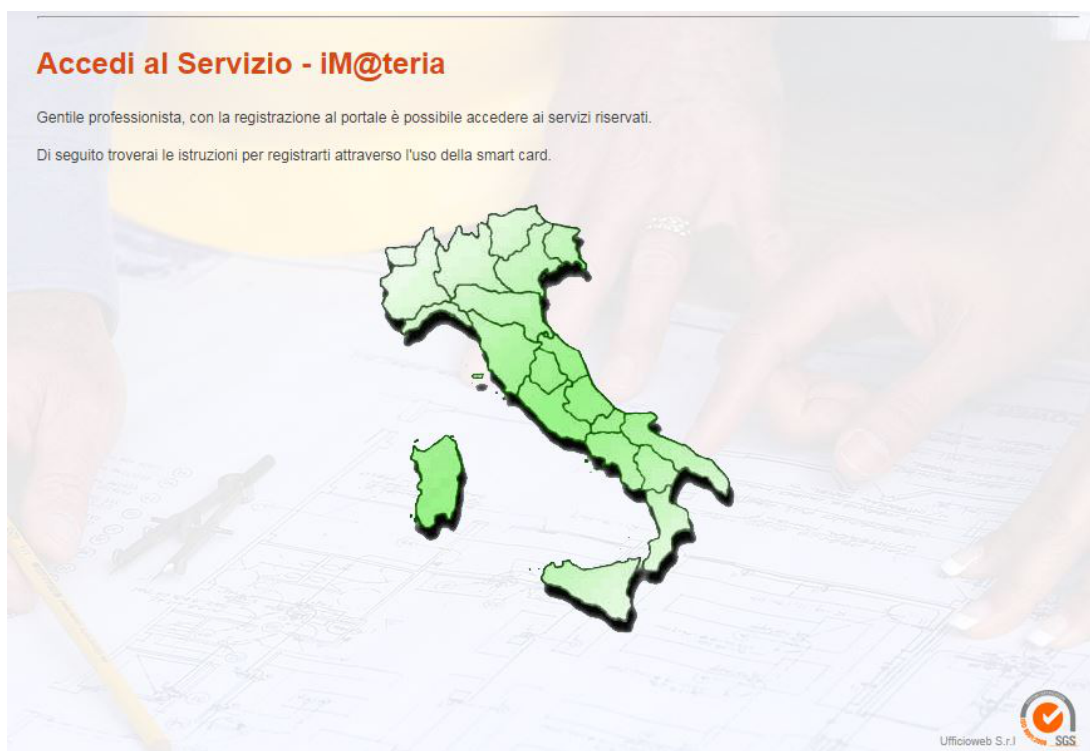 Accedi al Servizio - iM@teria
Gentile professionista, con la registrazione al portale è possibile accedere ai servizi riservati.
Di seguito troverai le istruzioni per registrarti attraverso l'uso della smart card.
Ufficioweb S.r.l
SGS